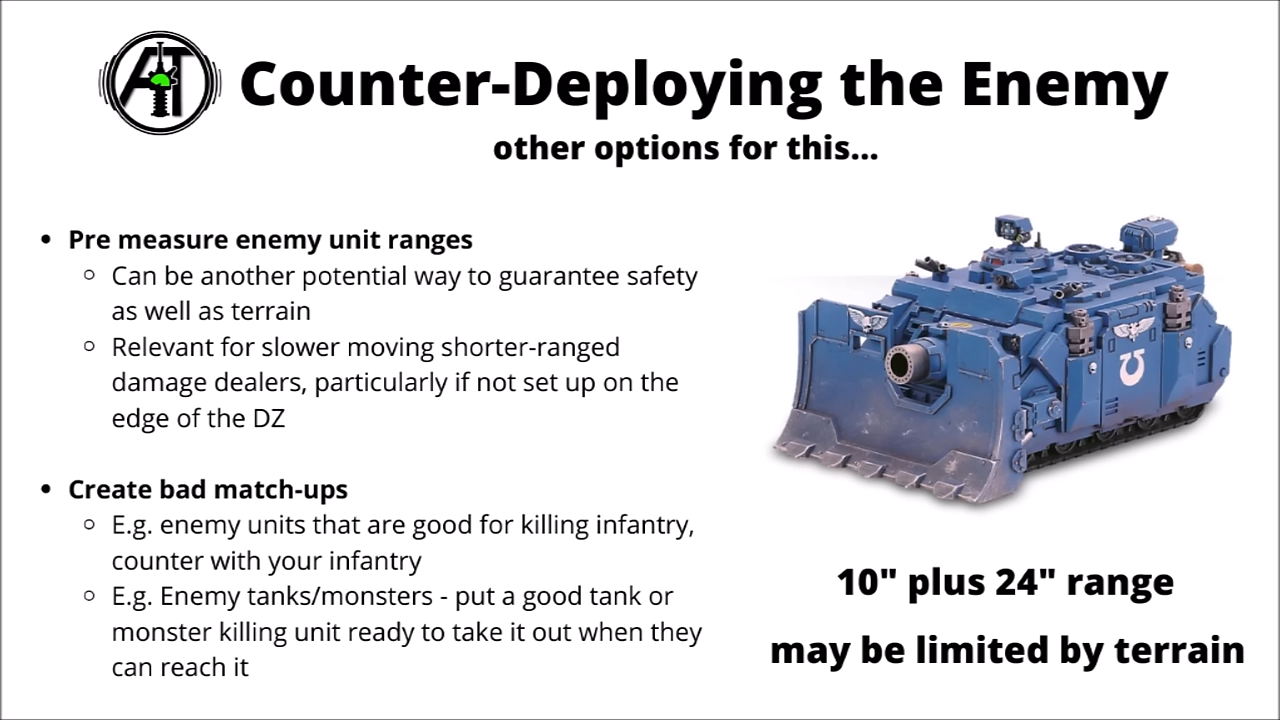 AT
Counter-Deploying the Enemy
other options for this...
• Pre measure enemy unit ranges
○ Can be another potential way to guarantee safety
as well as terrain
○ Relevant for slower moving shorter-ranged
damage dealers, particularly if not set up on the
edge of the DZ
• Create bad match-ups
○ E.g. enemy units that are good for killing infantry,
counter with your infantry
○ E.g. Enemy tanks/monsters - put a good tank or
monster killing unit ready to take it out when they
can reach it
10" plus 24" range
may be limited by terrain